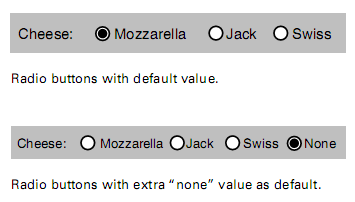 Cheese: Mozzarella Jack Swiss
Radio buttons with default value.
Cheese: Mozzarella Jack Swiss None
Radio buttons with extra “none” value as default.